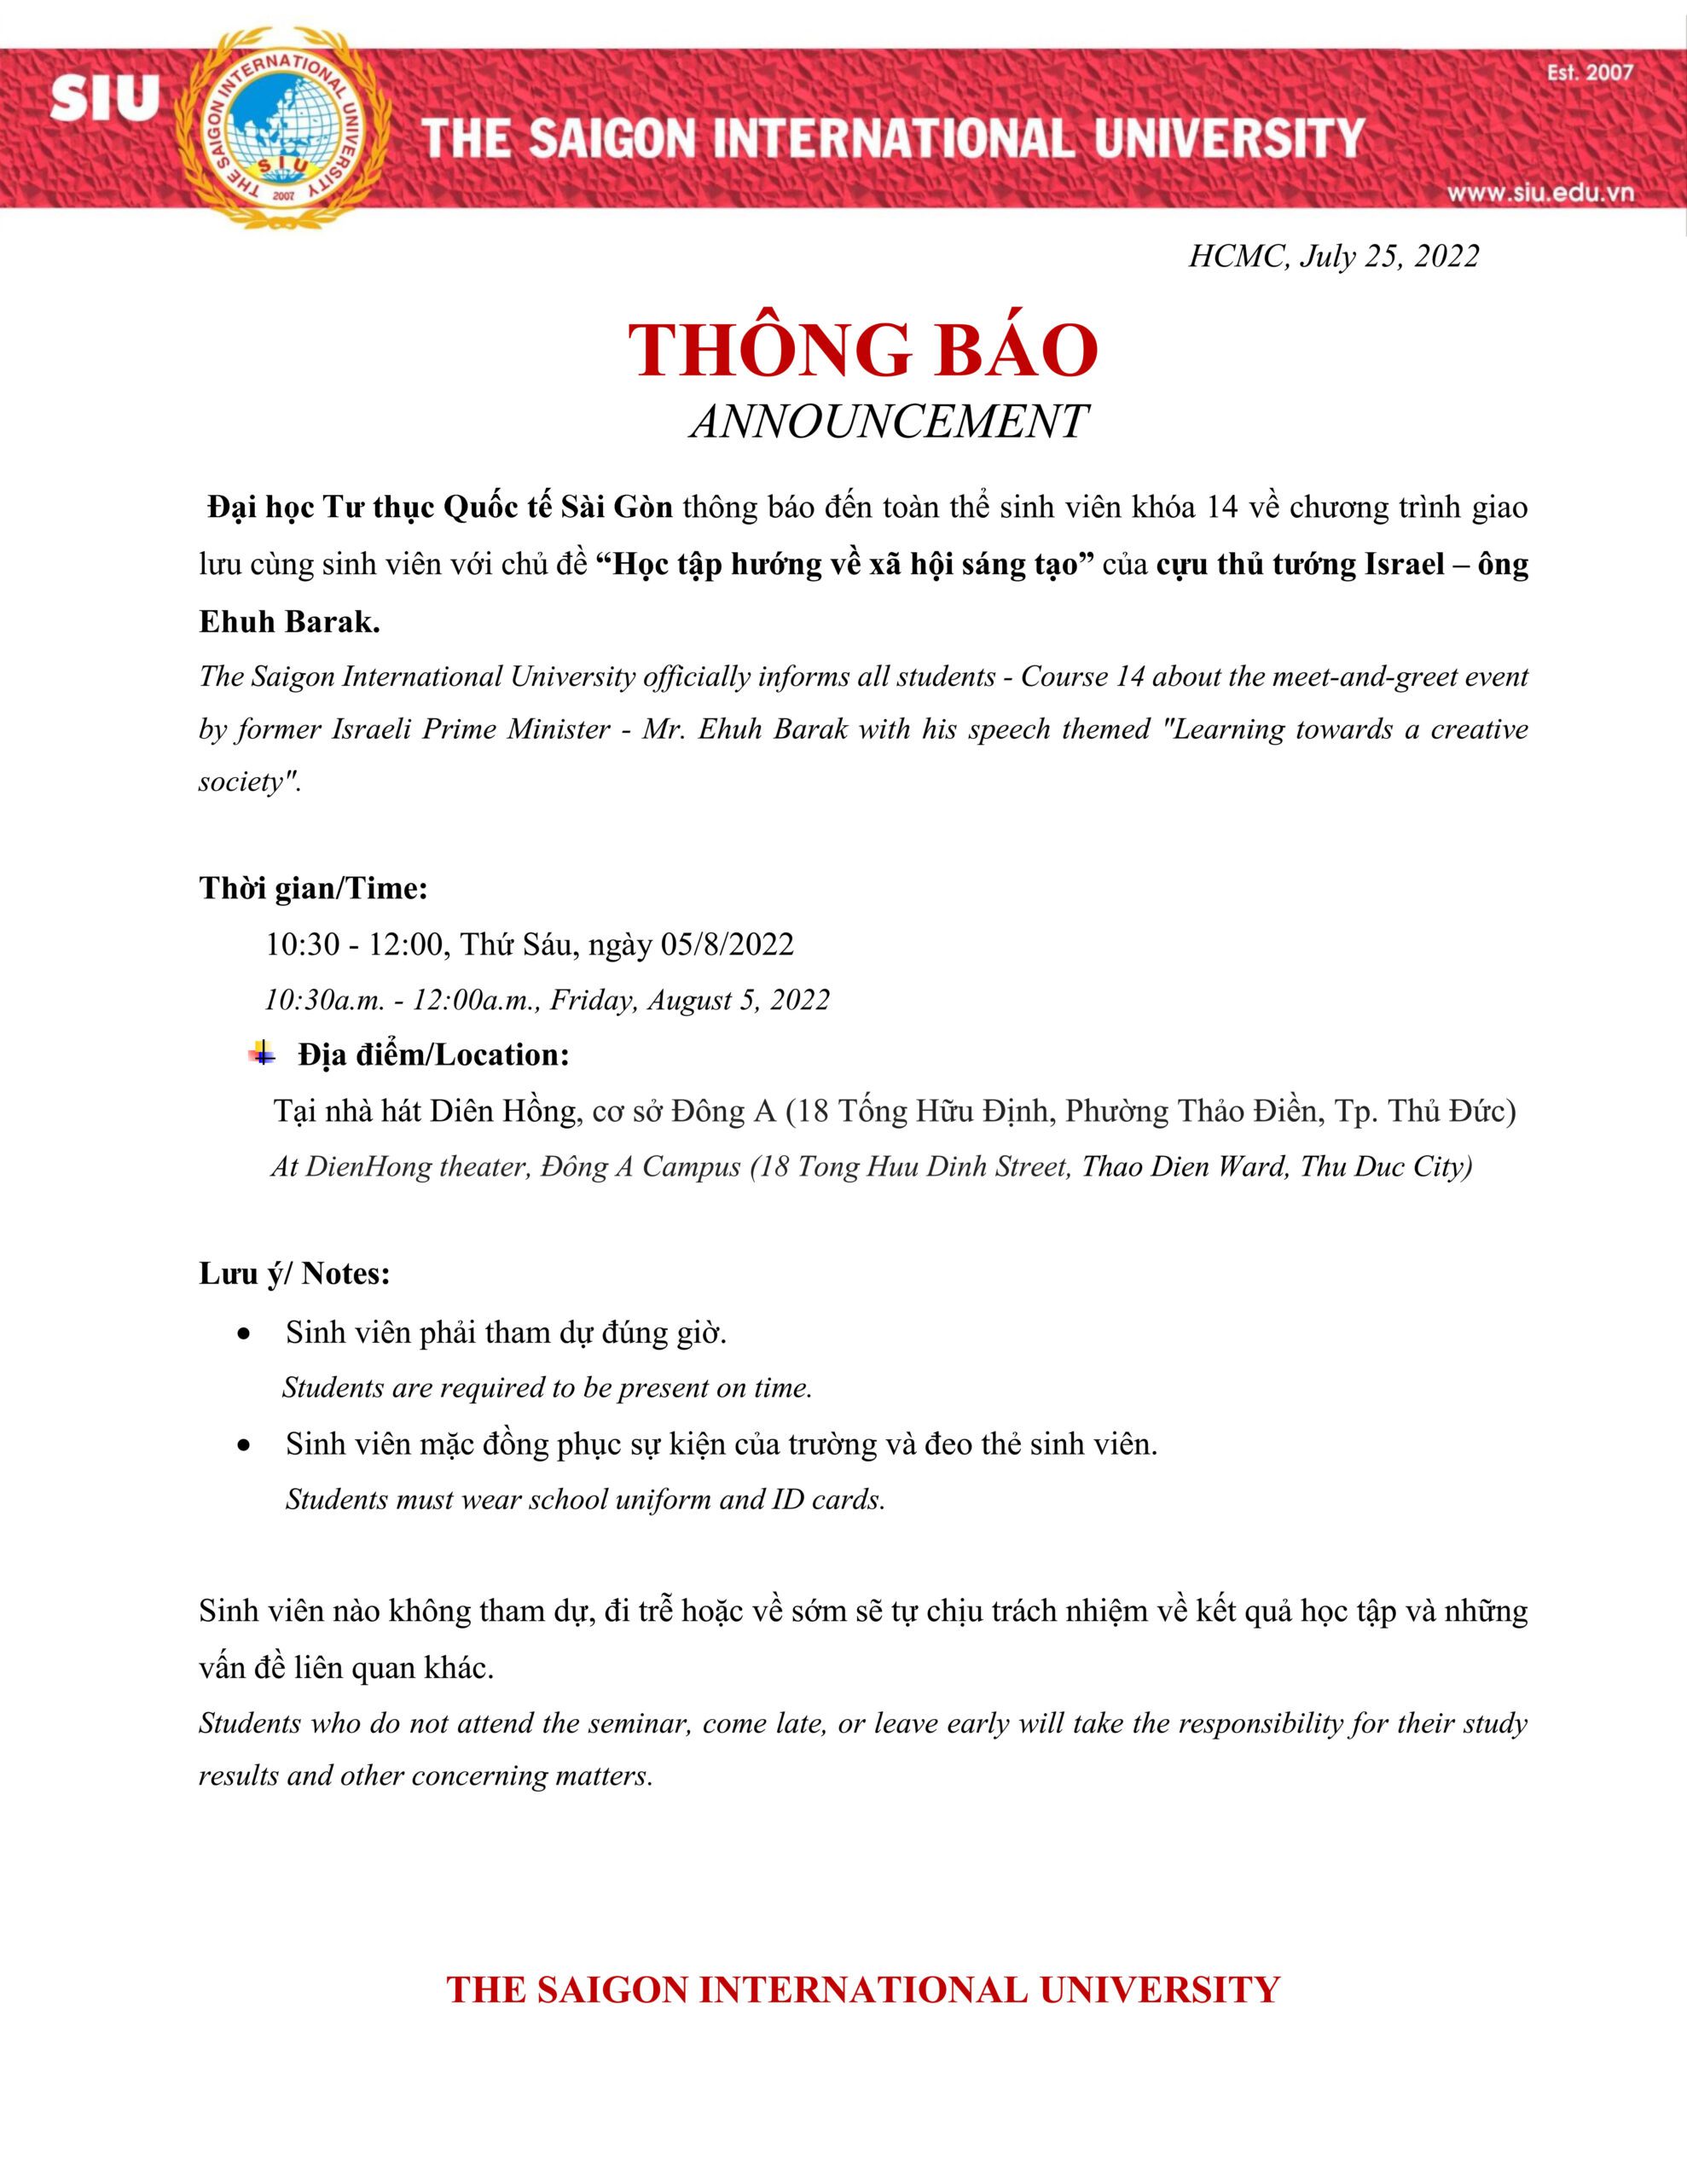 SIU
THE SAIGON INTERNATIONAL UNIVERSITY
SIU
2007
Est. 2007
THE SAIGON INTERNATIONAL UNIVERSITY
www.siu.edu.vn
HCMC, July 25, 2022
THÔNG BÁO
ANNOUNCEMENT
Đại học Tư thục Quốc tế Sài Gòn thông báo đến toàn thể sinh viên khóa 14 về chương trình giao
lưu cùng sinh viên với chủ đề “Học tập hướng về xã hội sáng tạo” của cựu thủ tướng Israel – ông
Ehuh Barak.
The Saigon International University officially informs all students - Course 14 about the meet-and-greet event
by former Israeli Prime Minister - Mr. Ehuh Barak with his speech themed "Learning towards a creative
society".
Thời gian/Time:
10:30 - 12:00, Thứ Sáu, ngày 05/8/2022
10:30a.m. - 12:00a.m., Friday, August 5, 2022
Địa điểm/Location:
Tại nhà hát Diên Hồng, cơ sở Đông A (18 Tống Hữu Định, Phường Thảo Điền, Tp. Thủ Đức)
At DienHong theater, Đông A Campus (18 Tong Huu Dinh Street, Thao Dien Ward, Thu Duc City)
Lưu ý/ Notes:
• Sinh viên phải tham dự đúng giờ.
Students are required to be present on time.
• Sinh viên mặc đồng phục sự kiện của trường và đeo thẻ sinh viên.
Students must wear school uniform and ID cards.
Sinh viên nào không tham dự, đi trễ hoặc về sớm sẽ tự chịu trách nhiệm về kết quả học tập và những
vấn đề liên quan khác.
Students who do not attend the seminar, come late, or leave early will take the responsibility for their study
results and other concerning matters.
THE SAIGON INTERNATIONAL UNIVERSITY